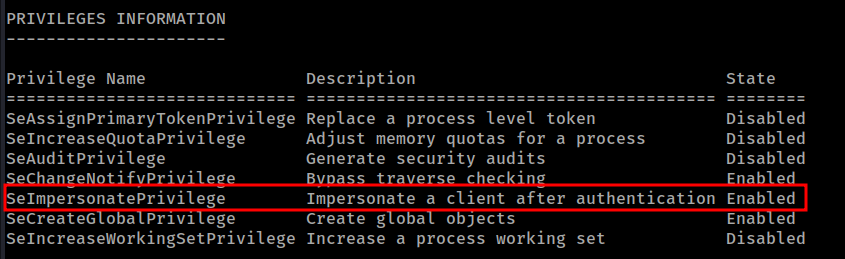 PRIVILEGES INFORMATION
----------------------
Privilege Name Description State
============================= ========================================= ========
SeAssignPrimaryTokenPrivilege Replace a process level token Disabled
SeIncreaseQuotaPrivilege Adjust memory quotas for a process Disabled
SeAuditPrivilege Generate security audits Disabled
SeChangeNotifyPrivilege Bypass traverse checking Enabled
SeImpersonatePrivilege Impersonate a client after authentication Enabled
SeCreateGlobalPrivilege Create global objects Enabled
SeIncreaseWorkingSetPrivilege Increase a process working set Disabled